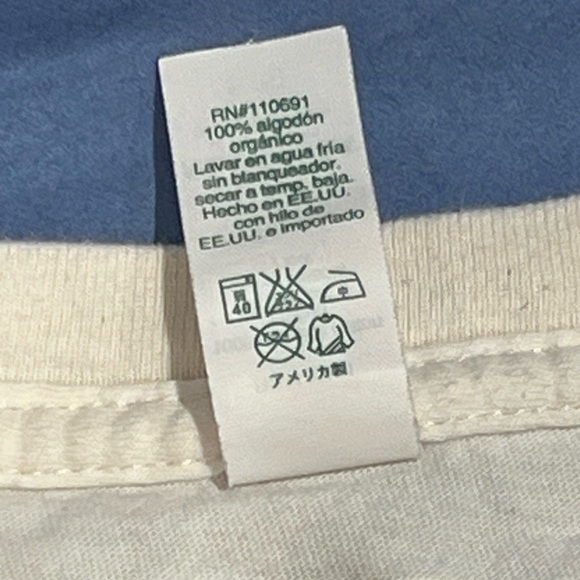 RN#110691
100% algodón
orgánico
Lavar en agua fría
sin blanqueador.
secar a temp. baja.
Hecho en EE.UU.
con hilo de
EE.UU. e importado
40
中
アメリカ製